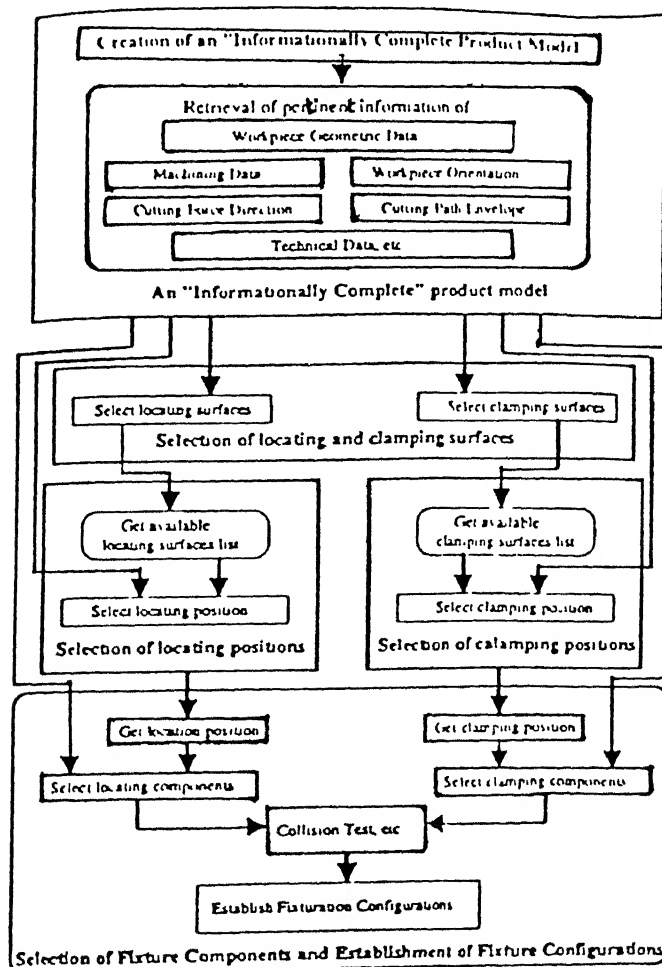 Creation of an "Informationally Complete Product Model
Retrieval of pertinent information of
Workpiece Geometric Data
Machining Data
Workpiece Orientation
Cutting Force Direction
Cutting Path Envelope
Technical Data, etc
An "Informationally Complete" product model
Select locating surfaces
Select clamping surfaces
Selection of locating and clamping surfaces
Get available
locating surfaces list
Get available
clamping surfaces list
Select locating position
Select clamping position
Selection of locating positions
Selection of calamping positions
Get location position
Get clamping position
Select locating components
Select clamping components
Collision Test, etc
Establish Fixturation Configurations
Selection of Fixture Components and Establishment of Fixture Configurations